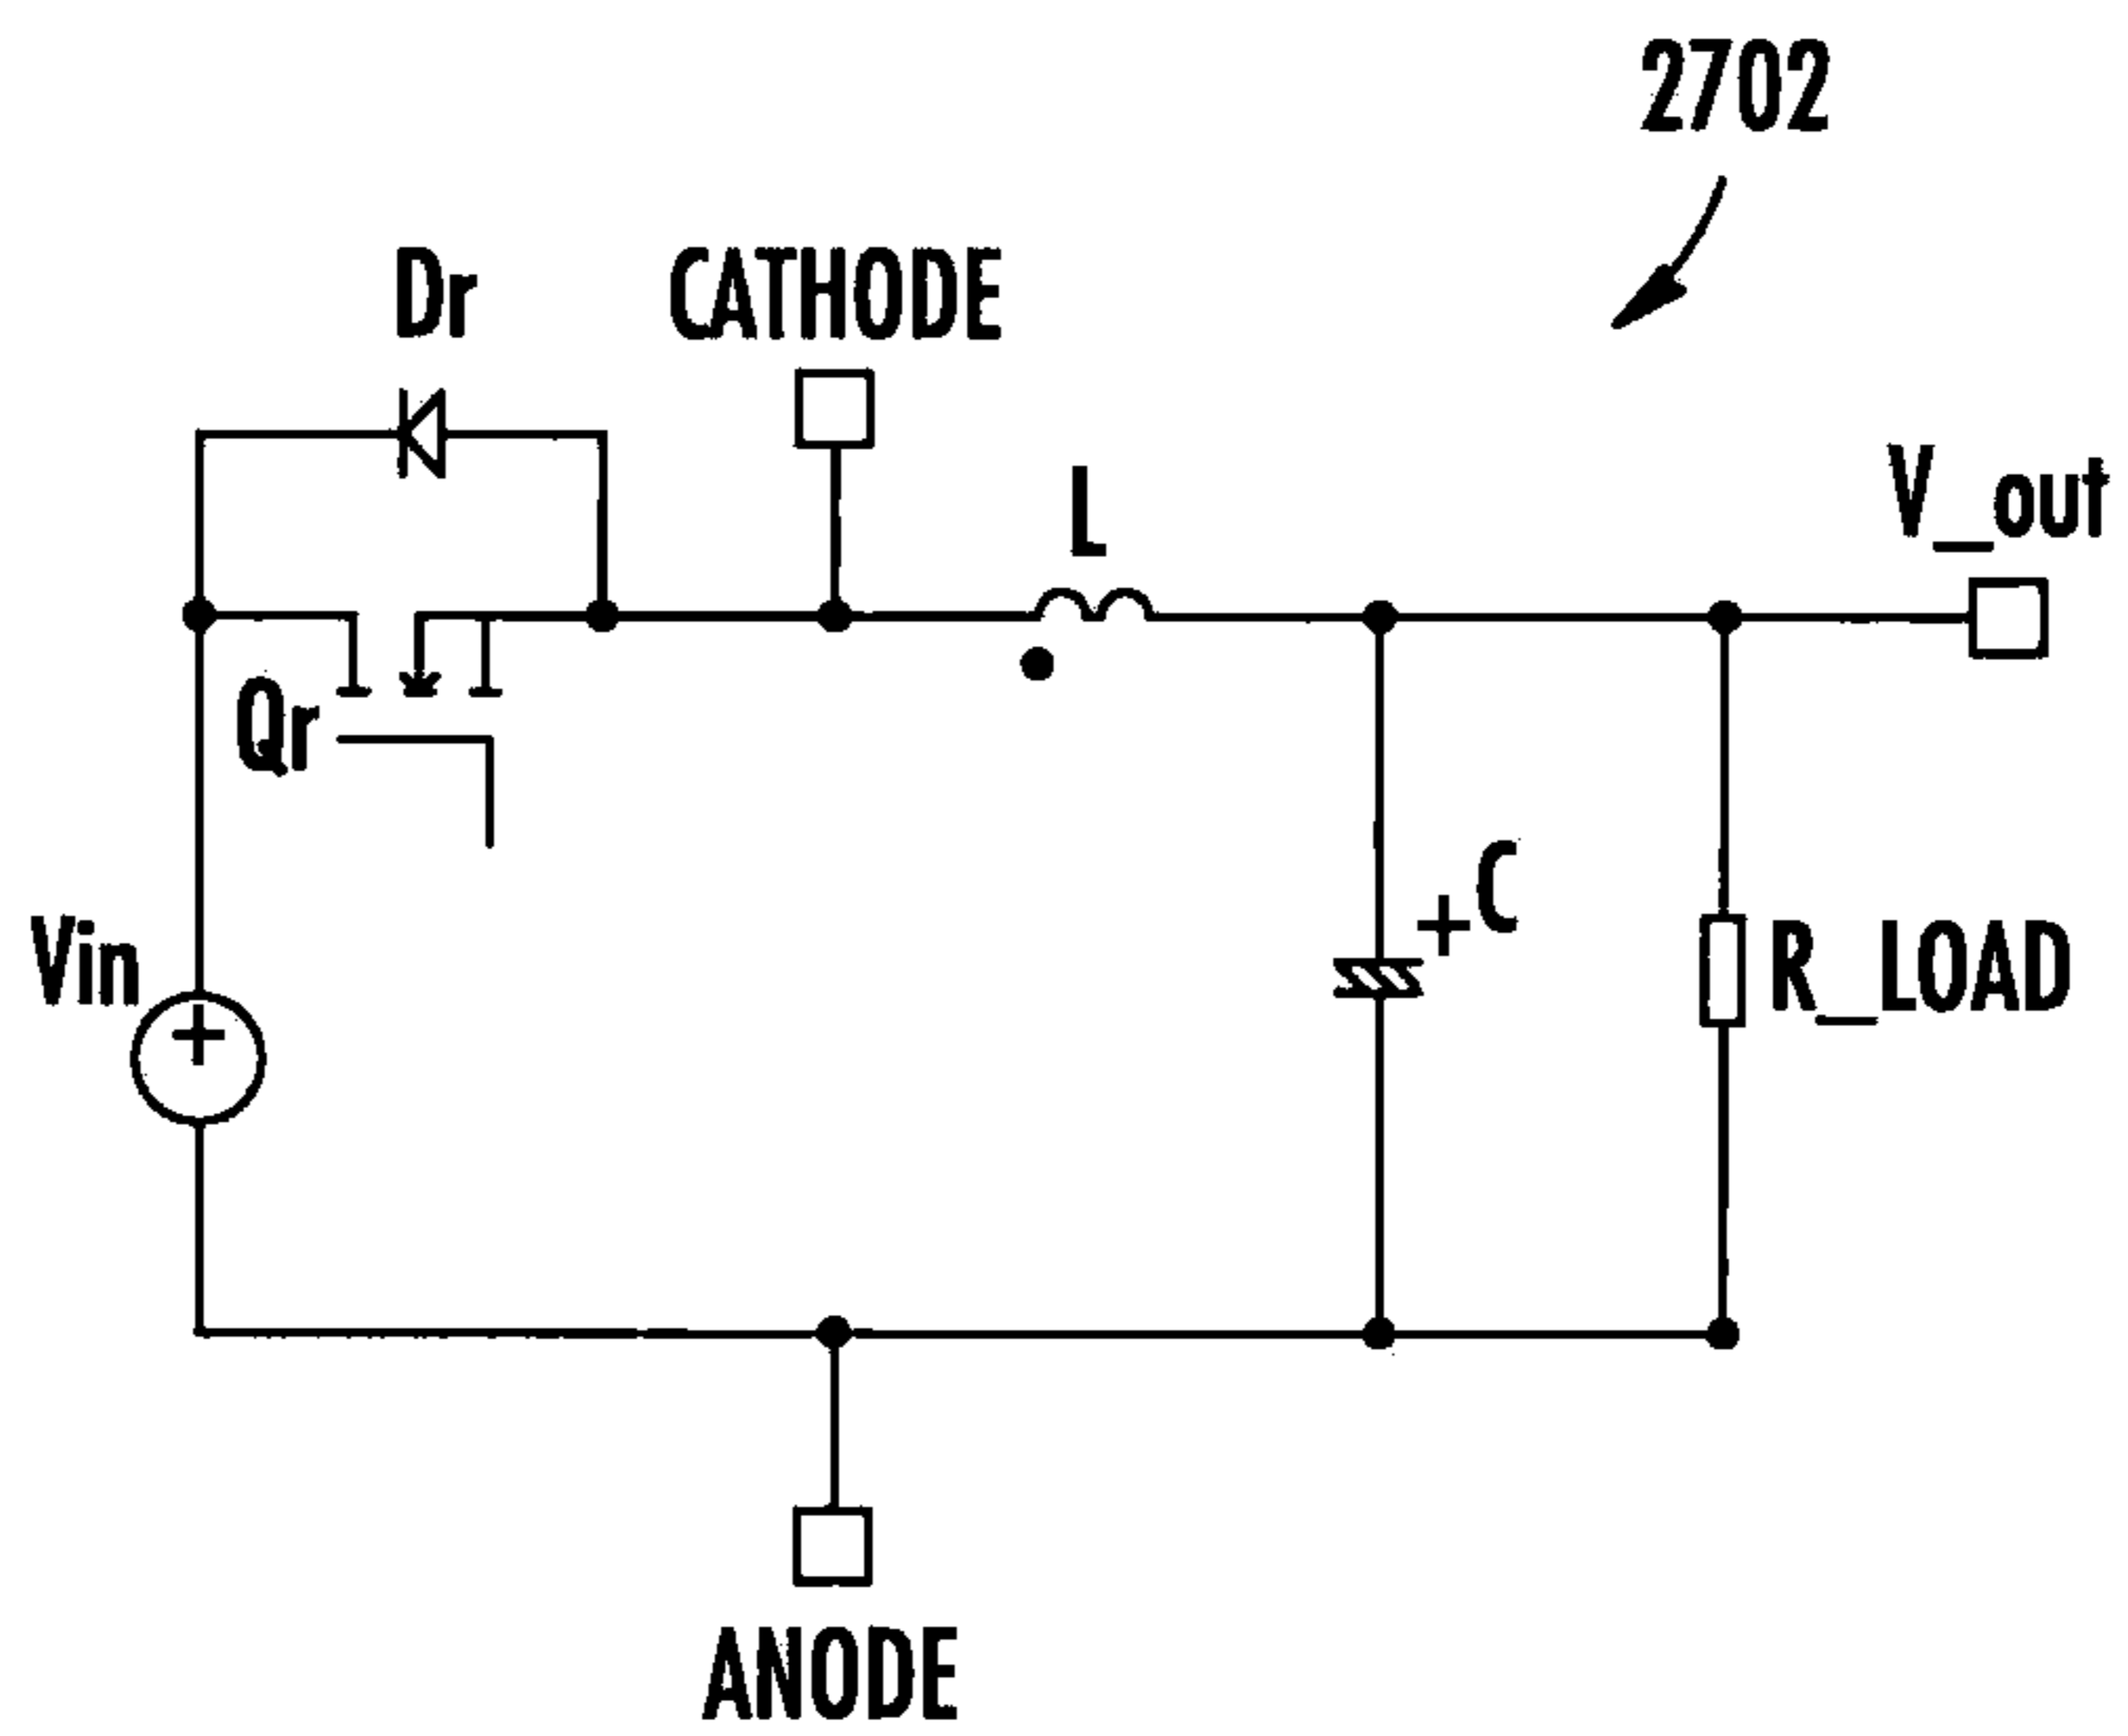 2702
Dr
CATHODE
L
V_out
Qr
+C
Vin
+
R_LOAD
ANODE